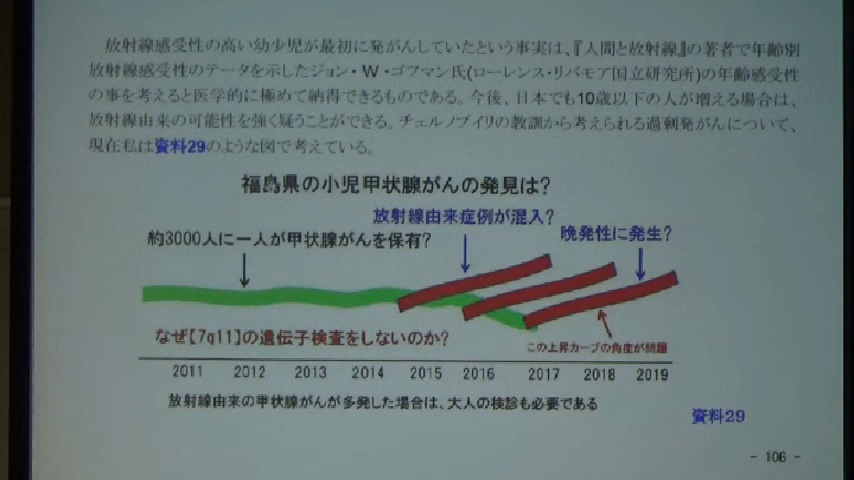 放射線感受性の高い幼少児が最初に発がんしていたという事実は、『人間と放射線』の著者で年齢別
放射線感受性のデータを示したジョン・W・ゴフマン氏(ローレンス・リバモア国立研究所)の年齢感受性
の事を考えると医学的に極めて納得できるものである。今後、日本でも10歳以下の人が増える場合は、
放射線由来の可能性を強く疑うことができる。チェルノブイリの教訓から考えられる過剰発がんについて、
現在私は資料29のような図で考えている。
福島県の小児甲状腺がんの発見は?
放射線由来症例が混入?
約3000人に一人が甲状腺がんを保有?
晩発性に発生?
なぜ【7q11】の遺伝子検査をしないのか?
この上昇カーブの角度が問題
2011 2012 2013 2014 2015 2016 2017 2018 2019
放射線由来の甲状腺がんが多発した場合は、大人の検診も必要である
資料29
- 106 -